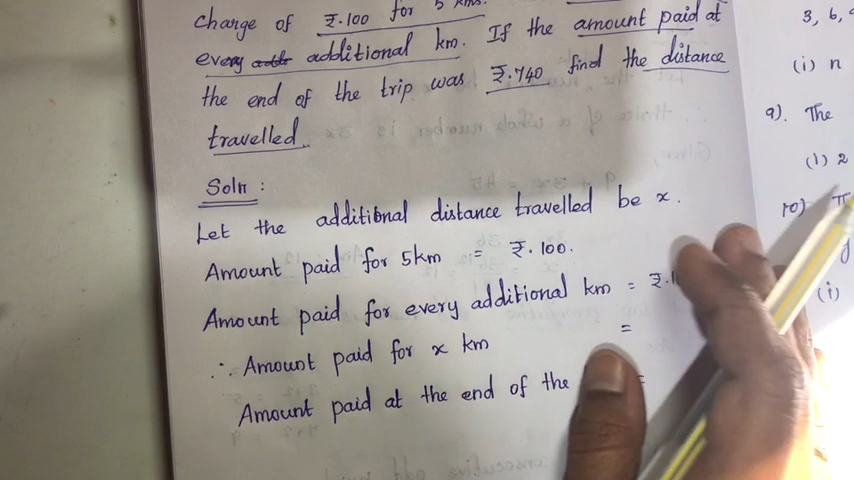 change of ₹.100 for 5 kms.
every additional km. If the amount paid at
the end of the trip was ₹.740 find the distance
travelled.
Soln :
Let the additional distance travelled be x.
Amount paid for 5km = ₹.100.
Amount paid for every additional km = ₹.1
∴ Amount paid for x km =
Amount paid at the end of the =
3, 6,
(i) n
9). The
(1) 2
10)
(i)